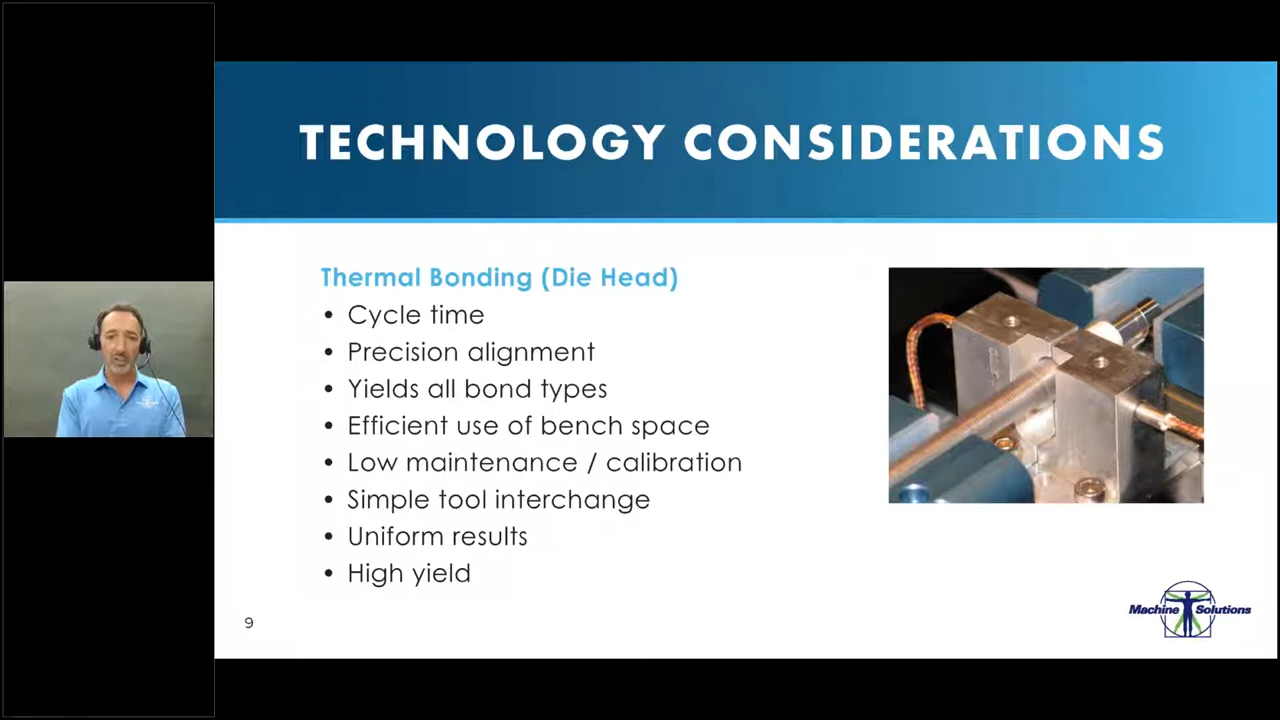 TECHNOLOGY CONSIDERATIONS
Thermal Bonding (Die Head)
• Cycle time
• Precision alignment
• Yields all bond types
• Efficient use of bench space
• Low maintenance / calibration
• Simple tool interchange
• Uniform results
• High yield
9
Machine Solutions